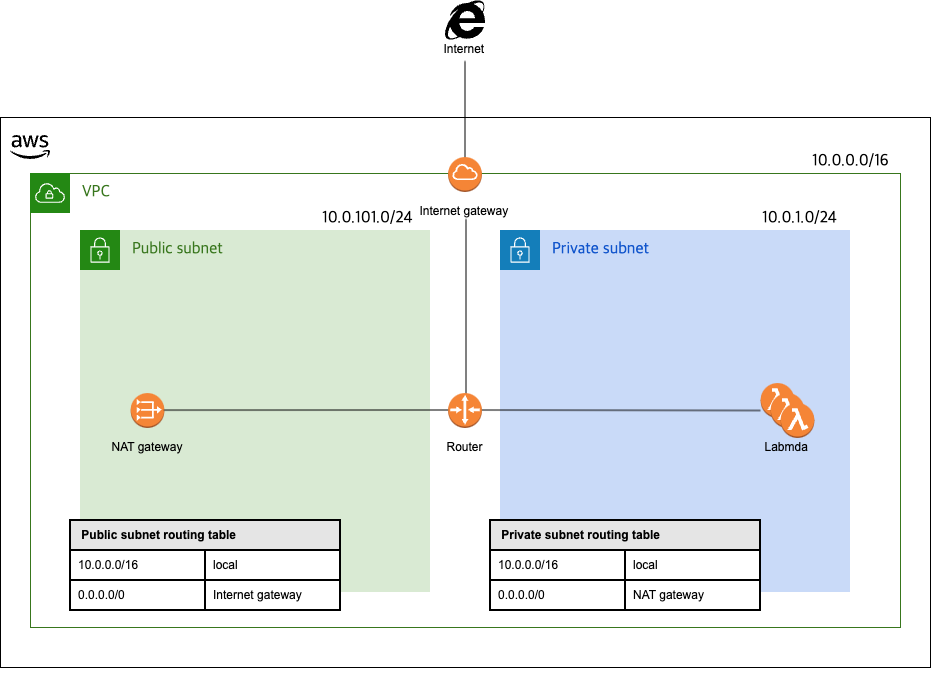 Internet
aws
10.0.0.0/16
VPC
Internet gateway
10.0.101.0/24
10.0.1.0/24
Public subnet
Private subnet
NAT gateway
Router
Labmda
Public subnet routing table
10.0.0.0/16 local
0.0.0.0/0 Internet gateway
Private subnet routing table
10.0.0.0/16 local
0.0.0.0/0 NAT gateway